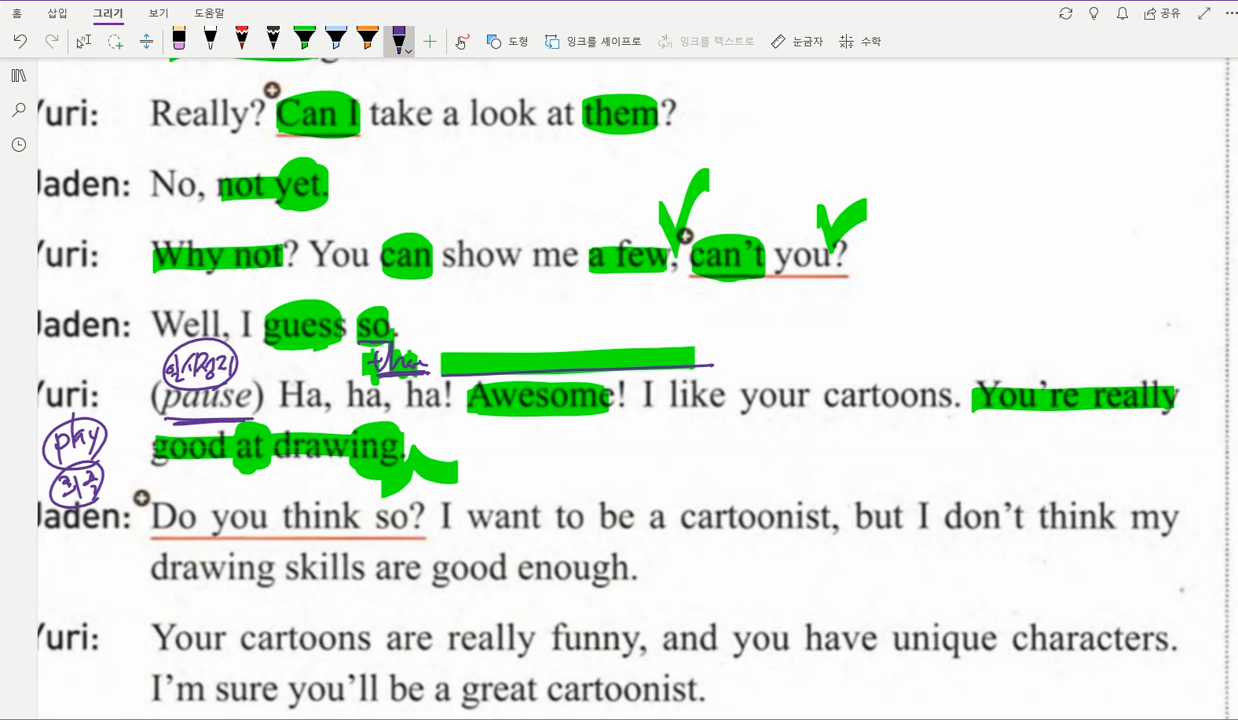 홈 삽입 그리기 보기 도움말 공유
도형 잉크를 셰이프로 잉크를 텍스트로 눈금자 수학
Yuri: Really? Can I take a look at them?
Jaden: No, not yet.
Yuri: Why not? You can show me a few, can't you?
Jaden: Well, I guess so.
일시정지
Yuri: (pause) Ha, ha, ha! Awesome! I like your cartoons. You're really
play
good at drawing.
Jaden: Do you think so? I want to be a cartoonist, but I don't think my
drawing skills are good enough.
Yuri: Your cartoons are really funny, and you have unique characters.
I'm sure you'll be a great cartoonist.